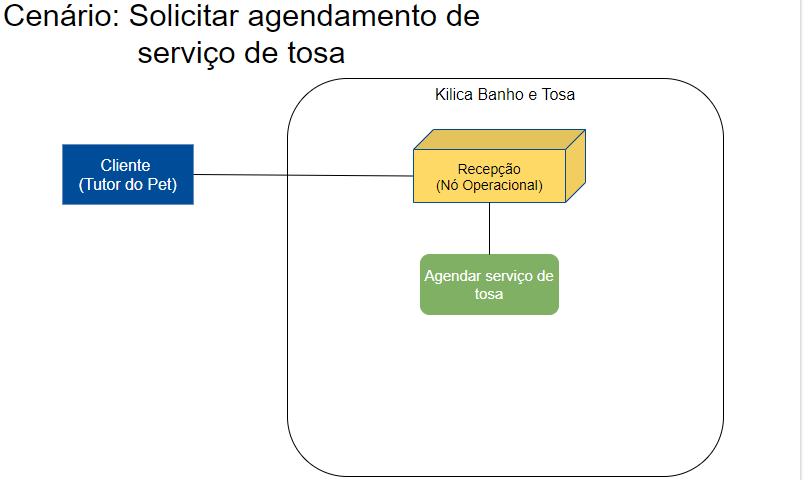 Cenário: Solicitar agendamento de
serviço de tosa
Kilica Banho e Tosa
Cliente
(Tutor do Pet)
Recepção
(Nó Operacional)
Agendar serviço de
tosa